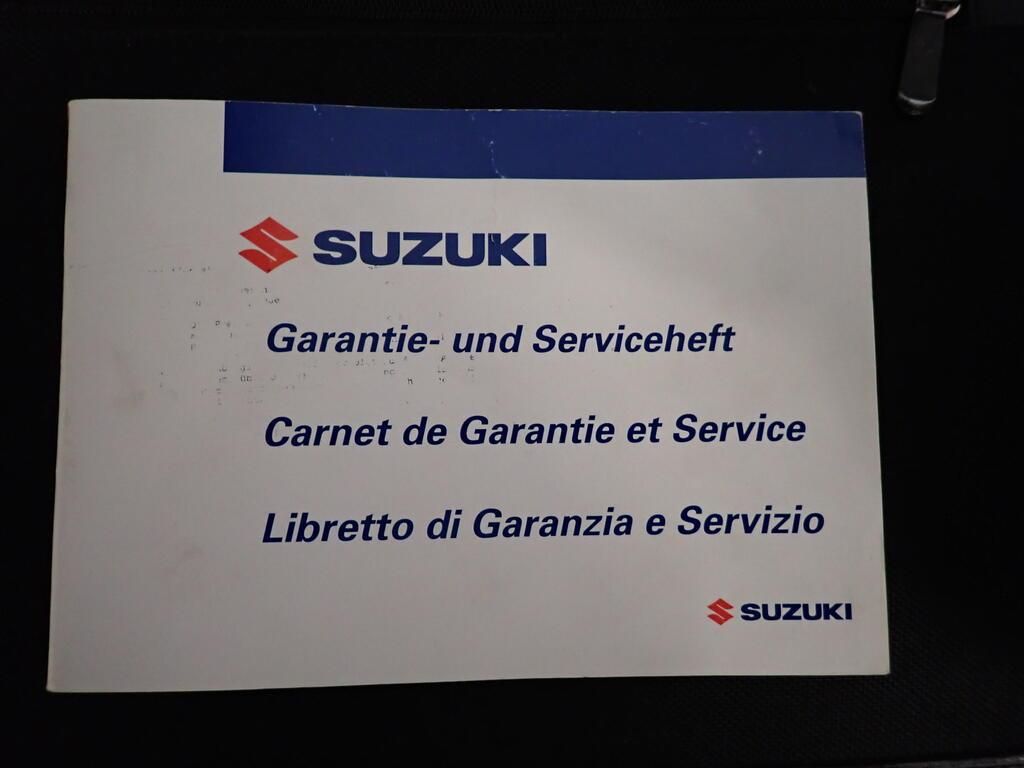 SUZUKI
Garantie- und Serviceheft
Carnet de Garantie et Service
Libretto di Garanzia e Servizio
SUZUKI